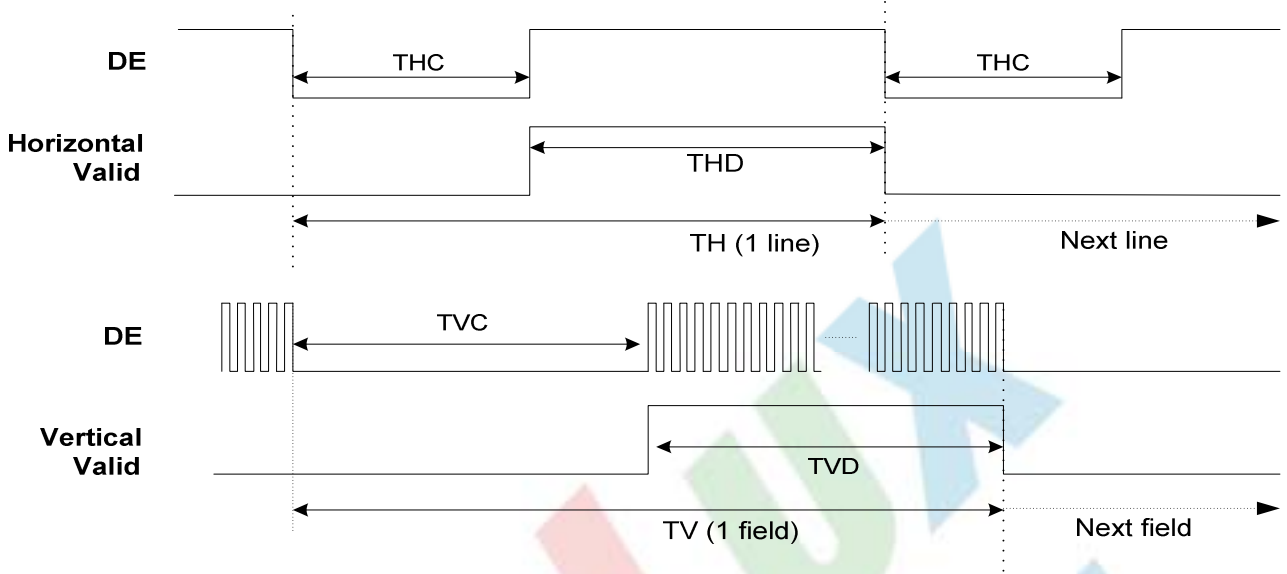 DE
THC
THC
Horizontal
Valid
THD
TH (1 line)
Next line
DE
TVC
Vertical
Valid
TVD
TV (1 field)
Next field